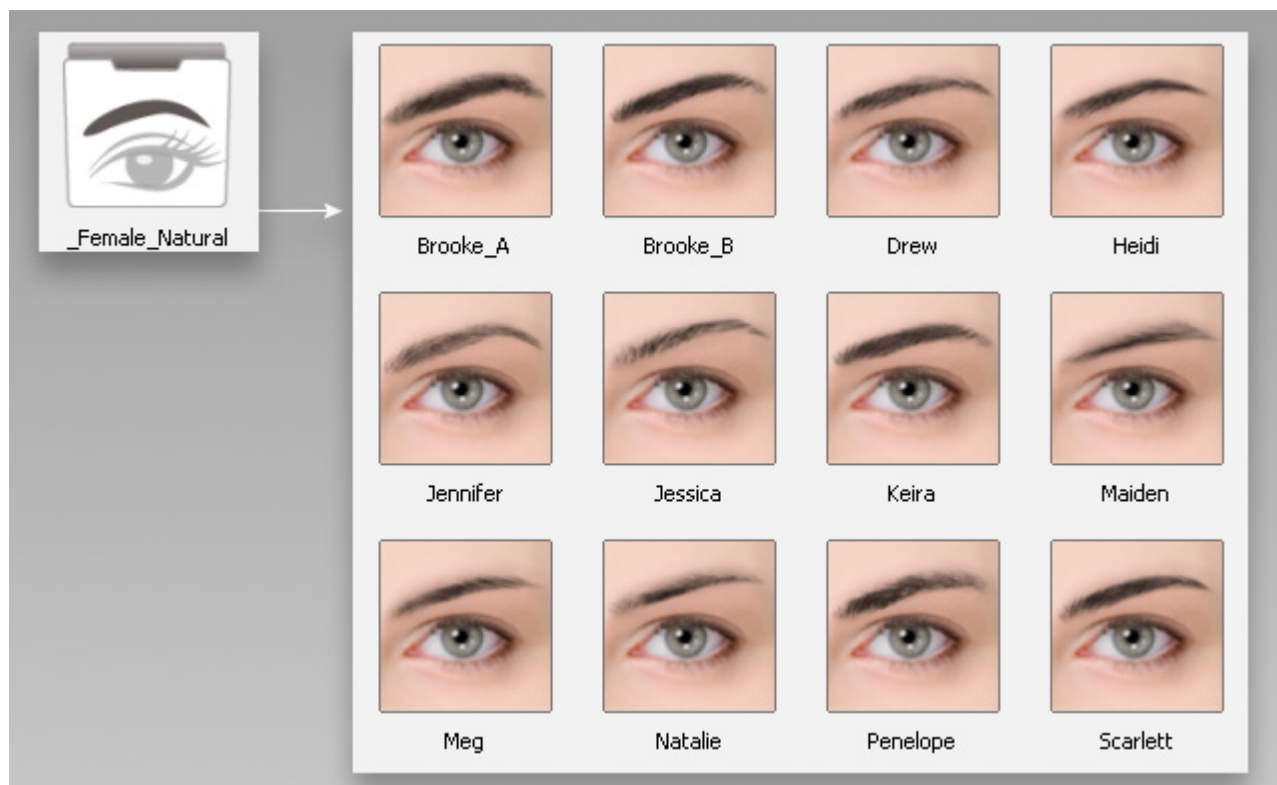 _Female_Natural
Brooke_A
Brooke_B
Drew
Heidi
Jennifer
Jessica
Keira
Maiden
Meg
Natalie
Penelope
Scarlett